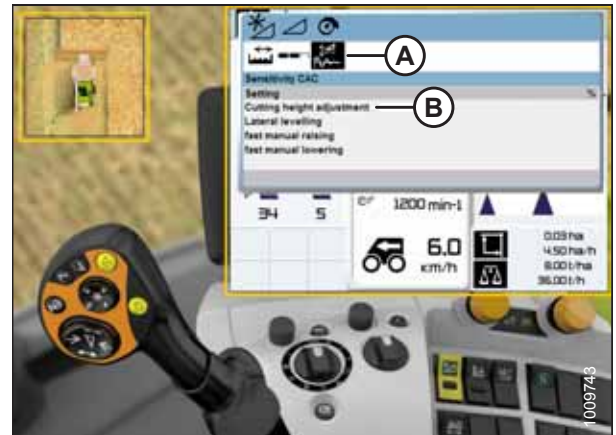 A
Sensitivity CAC
Setting %
Cutting height adjustment
B
Lateral levelling
fast manual raising
fast manual lowering
34 5
1200 min-1
6.0
km/h
0.03 ha
4.50 ha/h
8.00 t/ha
36.00 t/h
1009743